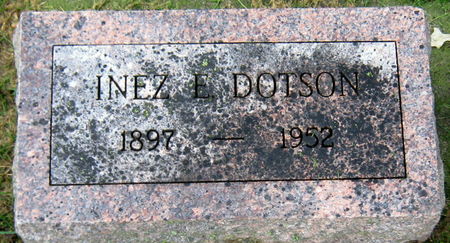 INEZ E. DOTSON
1897 — 1952